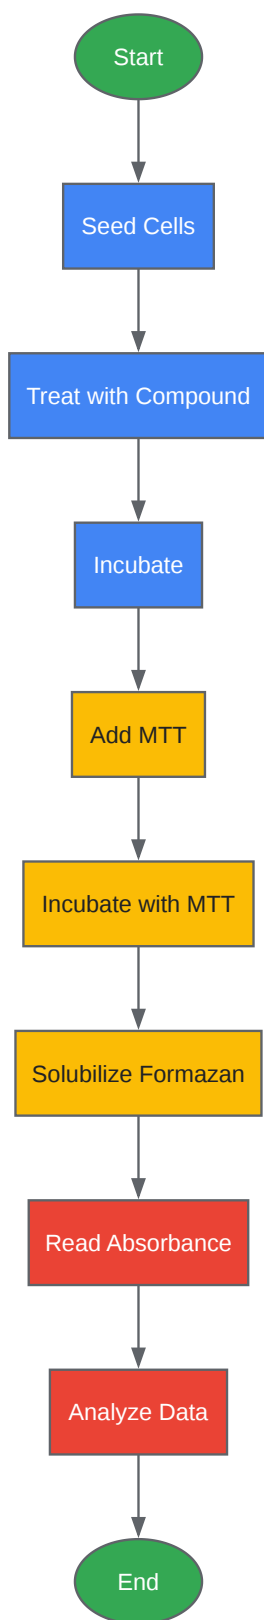 Start
Seed Cells
Treat with Compound
Incubate
Add MTT
Incubate with MTT
Solubilize Formazan
Read Absorbance
Analyze Data
End